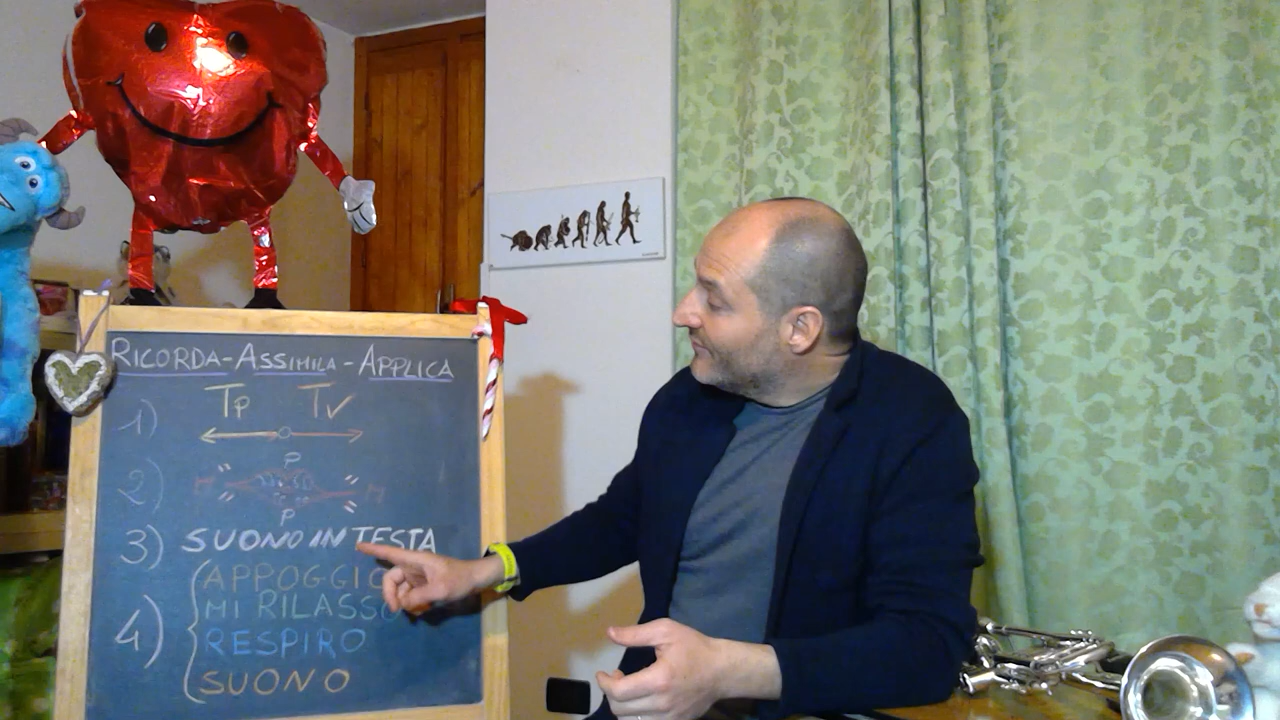 RICORDA-ASSIMILA-APPLICA
Tp Tv
1)
P
2)
P
3) SUONO IN TESTA
APPOGGIO
MI RILASSO
4) RESPIRO
SUONO